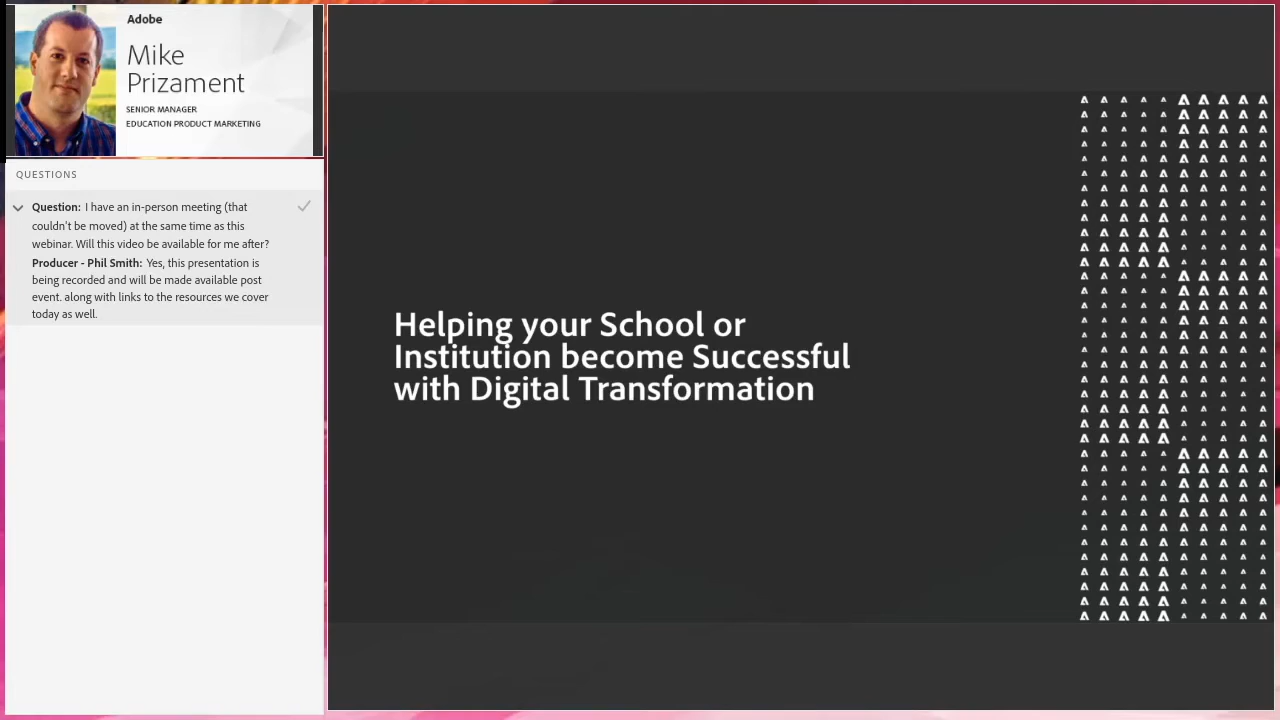 Adobe
Mike
Prizament
SENIOR MANAGER
EDUCATION PRODUCT MARKETING
QUESTIONS
Question: I have an in-person meeting (that
couldn't be moved) at the same time as this
webinar. Will this video be available for me after?
Producer - Phil Smith: Yes, this presentation is
being recorded and will be made available post
event. along with links to the resources we cover
today as well.
Helping your School or
Institution become Successful
with Digital Transformation